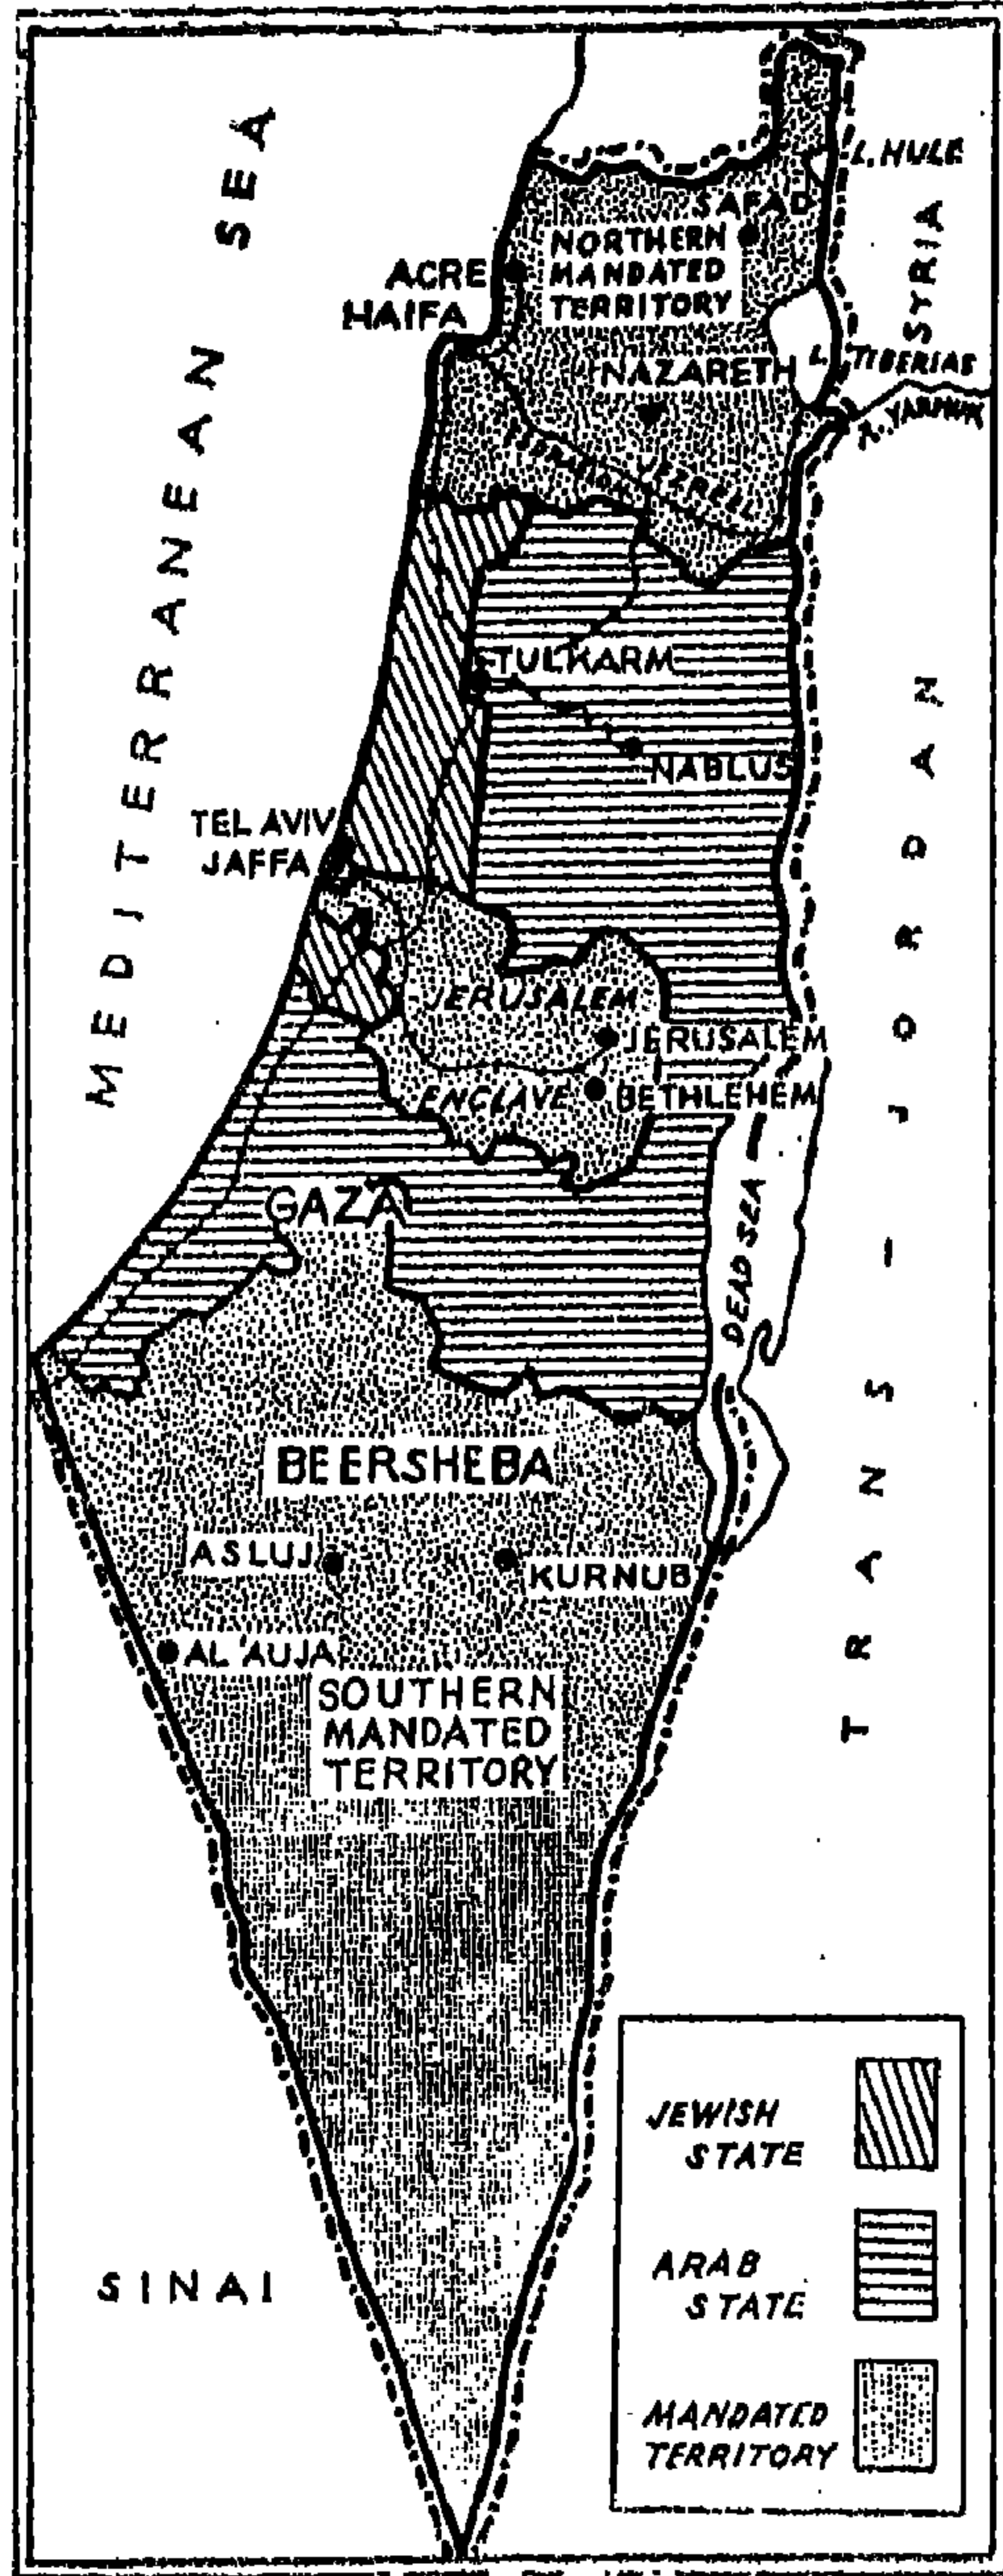 MEDITERRANEAN SEA
L. HULE
SYRIA
SAFAD
NORTHERN
MANDATED
TERRITORY
ACRE
HAIFA
NAZARETH
L. TIBERIAS
R. YARMUK
JEZREEL
TULKARM
NABLUS
TEL AVIV
JAFFA
JERUSALEM
ENCLAVE
JERUSALEM
BETHLEHEM
GAZA
DEAD SEA
TRANS-JORDAN
BEERSHEBA
ASLUJ
KURNUB
AL 'AUJA
SOUTHERN
MANDATED
TERRITORY
SINAI
JEWISH
STATE
ARAB
STATE
MANDATED
TERRITORY